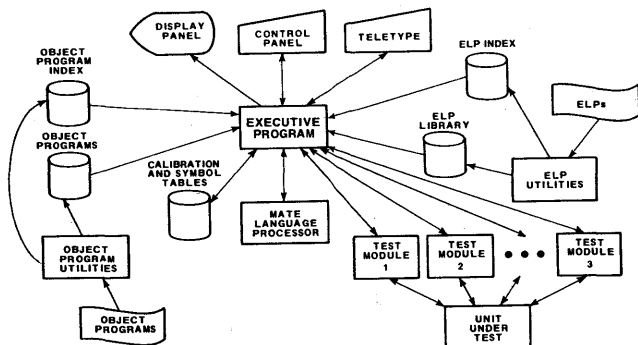 DISPLAY
PANEL
CONTROL
PANEL
TELETYPE
OBJECT
PROGRAM
INDEX
ELP INDEX
ELPs
EXECUTIVE
PROGRAM
ELP
LIBRARY
OBJECT
PROGRAMS
CALIBRATION
AND SYMBOL
TABLES
ELP
UTILITIES
MATE
LANGUAGE
PROCESSOR
OBJECT
PROGRAM
UTILITIES
TEST
MODULE
1
TEST
MODULE
2
TEST
MODULE
3
OBJECT
PROGRAMS
UNIT
UNDER
TEST